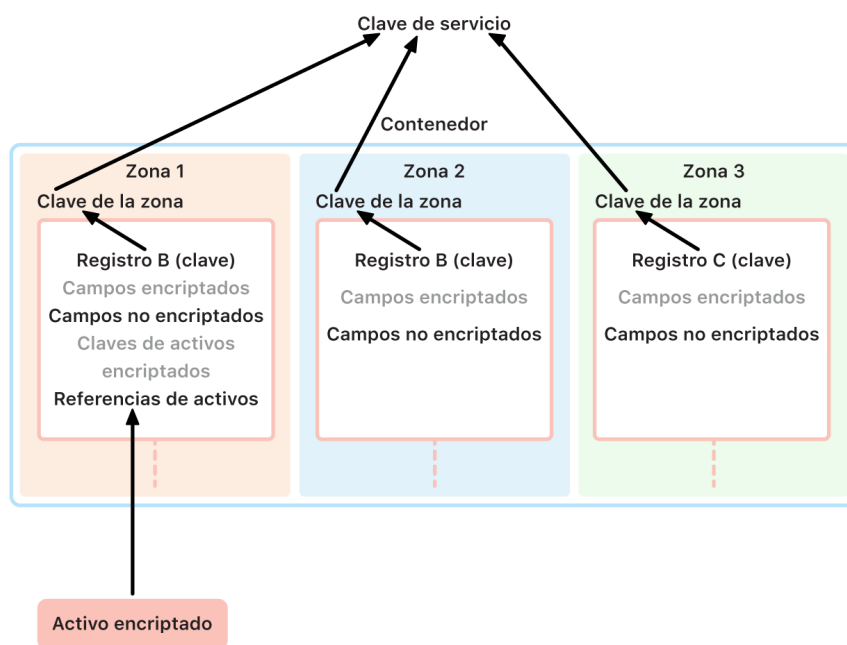 Clave de servicio
Contenedor
Zona 1
Clave de la zona
Registro B (clave)
Campos encriptados
Campos no encriptados
Claves de activos
encriptados
Referencias de activos
Zona 2
Clave de la zona
Registro B (clave)
Campos encriptados
Campos no encriptados
Zona 3
Clave de la zona
Registro C (clave)
Campos encriptados
Campos no encriptados
Activo encriptado